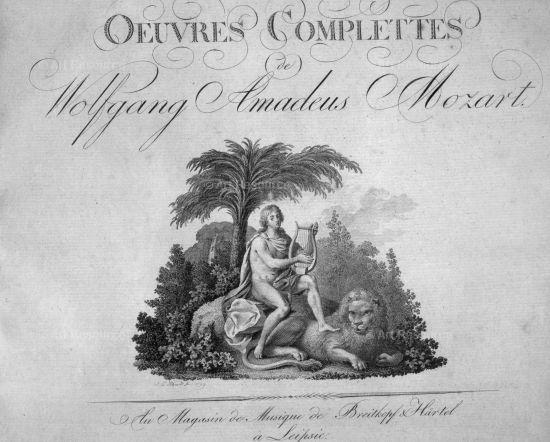 OEUVRES COMPLETTES
de
Wolfgang Amadeus Mozart.
Au Magasin de Musique de Breitkopf & Härtel
a Leipsic.